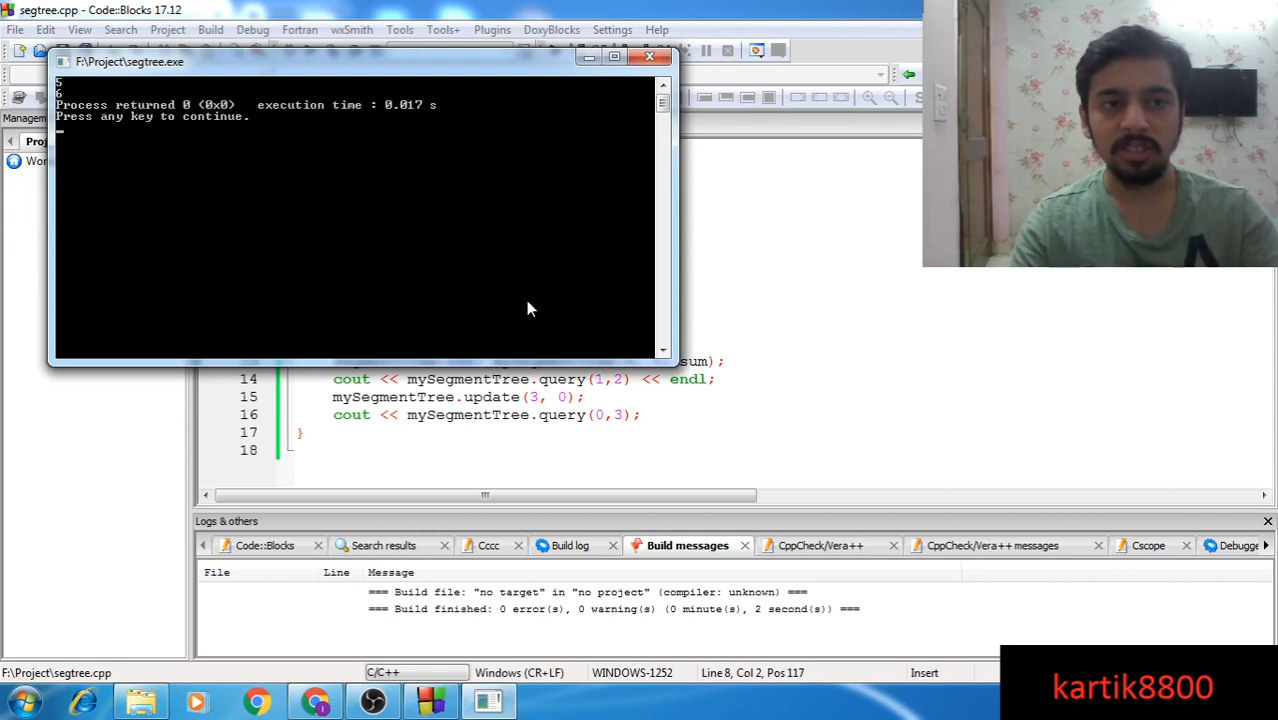 segtree.cpp - Code::Blocks 17.12
File Edit View Search Project Build Debug Fortran wxSmith Tools Tools+ Plugins DoxyBlocks Settings Help
F:\Project\segtree.exe
5
6
Process returned 0 (0x0)   execution time : 0.017 s
Press any key to continue.
sum);
14 cout << mySegmentTree.query(1,2) << endl;
15 mySegmentTree.update(3, 0);
16 cout << mySegmentTree.query(0,3);
17 }
18
Logs & others
Code::Blocks Search results Cccc Build log Build messages CppCheck/Vera++ CppCheck/Vera++ messages Cscope Debugge
File Line Message
=== Build file: "no target" in "no project" (compiler: unknown) ===
=== Build finished: 0 error(s), 0 warning(s) (0 minute(s), 2 second(s)) ===
F:\Project\segtree.cpp C/C++ Windows (CR+LF) WINDOWS-1252 Line 8, Col 2, Pos 117 Insert
kartik8800